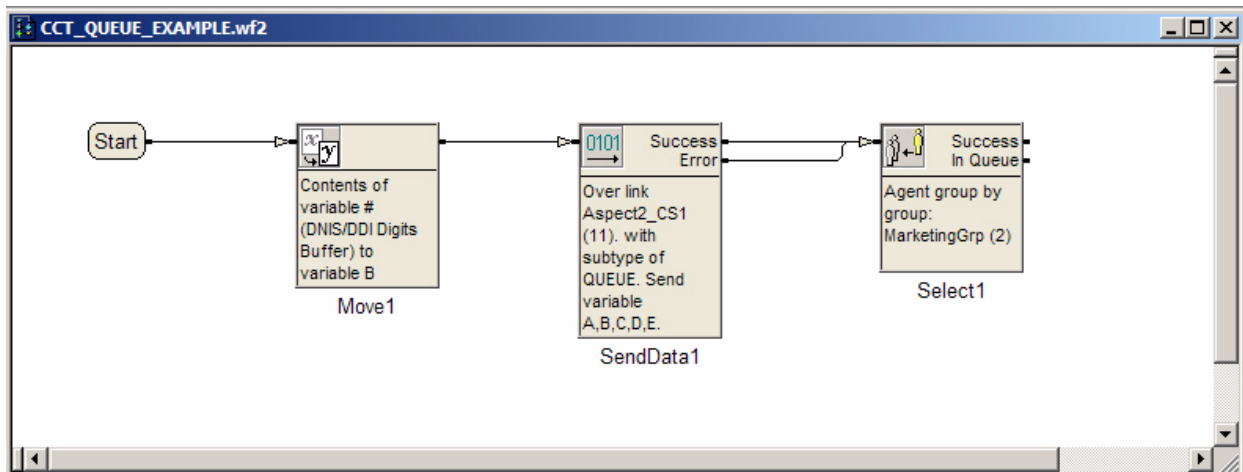 CCT_QUEUE_EXAMPLE.wf2
Start
x
y
Contents of
variable #
(DNIS/DDI Digits
Buffer) to
variable B
Move1
0101
Success
Error
Over link
Aspect2_CS1
(11). with
subtype of
QUEUE. Send
variable
A,B,C,D,E.
SendData1
Success
In Queue
Agent group by
group:
MarketingGrp (2)
Select1